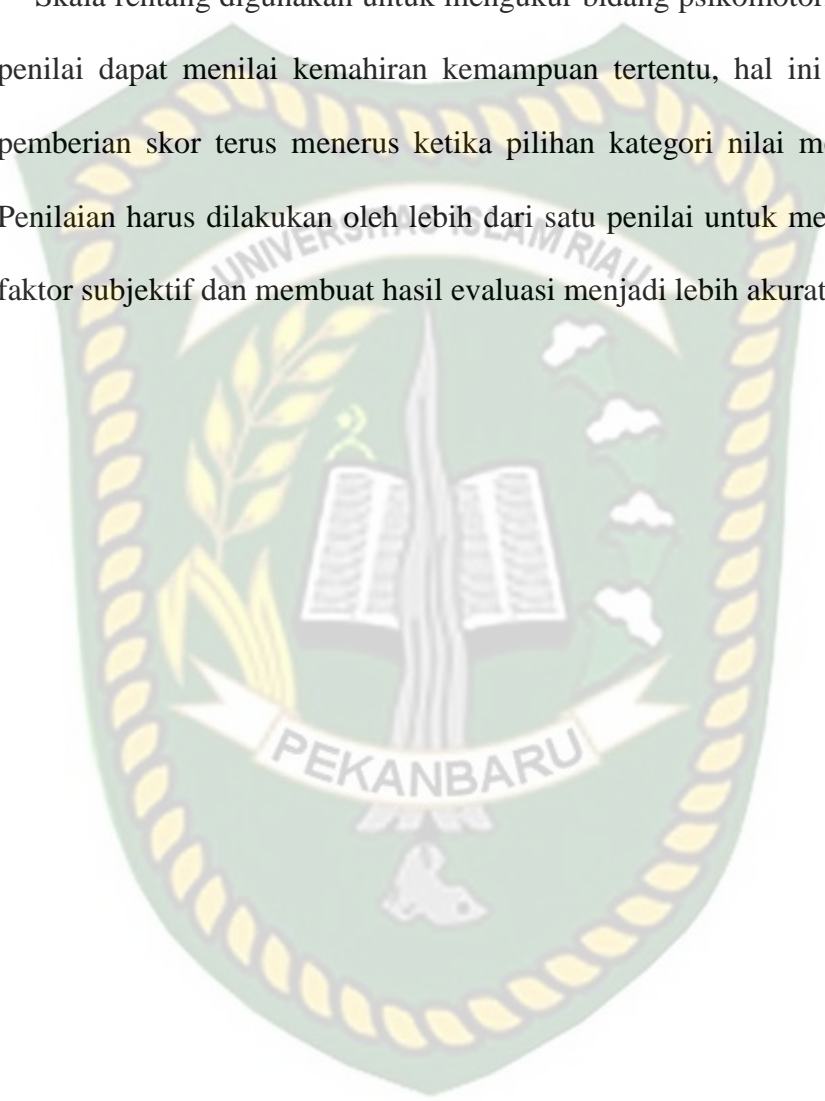 Skala rentang digunakan untuk mengukur bidang psikomotor
penilai dapat menilai kemahiran kemampuan tertentu, hal ini
pemberian skor terus menerus ketika pilihan kategori nilai me
Penilaian harus dilakukan oleh lebih dari satu penilai untuk me
faktor subjektif dan membuat hasil evaluasi menjadi lebih akurat
UNIVERSITAS ISLAM RIAU
PEKANBARU